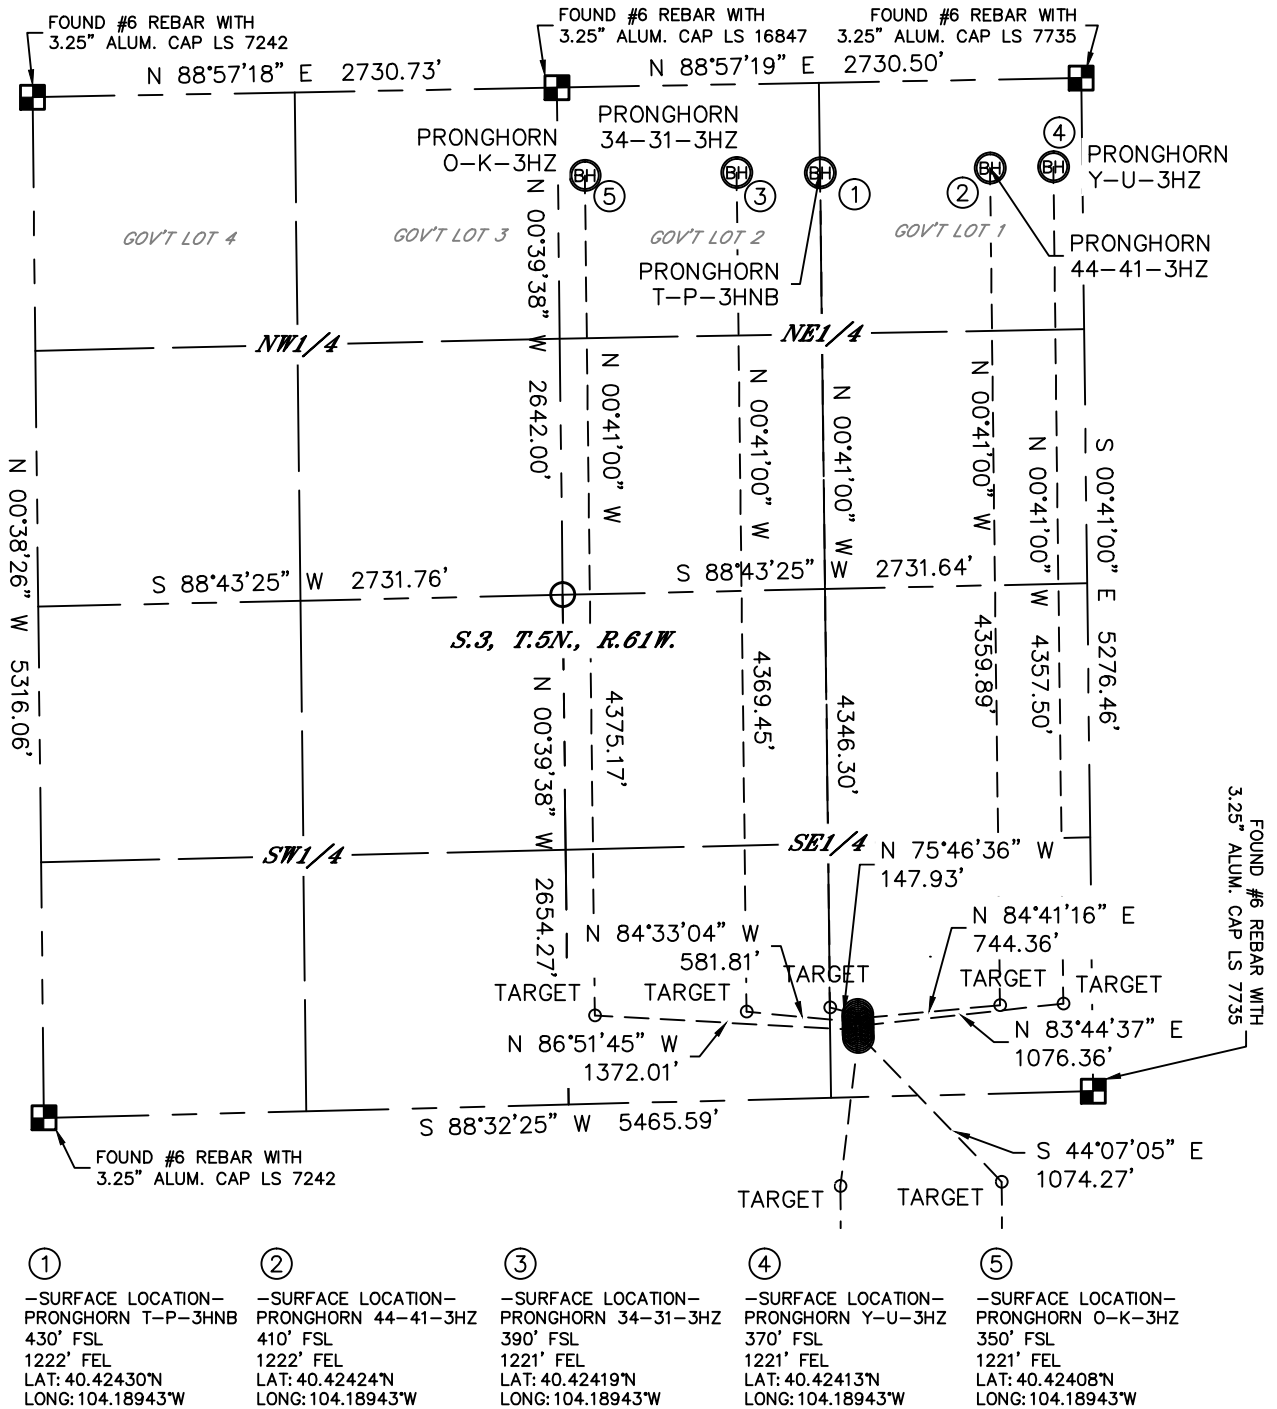 FOUND #6 REBAR WITH
3.25" ALUM. CAP LS 7242
FOUND #6 REBAR WITH
3.25" ALUM. CAP LS 16847
FOUND #6 REBAR WITH
3.25" ALUM. CAP LS 7735
N 88°57'18" E 2730.73'
N 88°57'19" E 2730.50'
PRONGHORN
O-K-3HZ
PRONGHORN
34-31-3HZ
PRONGHORN
Y-U-3HZ
4
BH
5
BH
3
BH
1
BH
2
BH
GOV'T LOT 4
GOV'T LOT 3
GOV'T LOT 2
GOV'T LOT 1
PRONGHORN
T-P-3HNB
PRONGHORN
44-41-3HZ
NW1/4
NE1/4
N 00°38'26" W 5316.06'
N 00°39'38" W 2642.00'
N 00°41'00" W 4375.17'
N 00°41'00" W 4369.45'
N 00°41'00" W 4346.30'
N 00°41'00" W 4359.89'
N 00°41'00" W 4357.50'
S 00°41'00" E 5276.46'
S 88°43'25" W 2731.76'
S 88°43'25" W 2731.64'
S.3, T.5N., R.61W.
N 00°39'38" W 2654.27'
SW1/4
SE1/4
N 75°46'36" W
147.93'
N 84°33'04" W
581.81'
N 84°41'16" E
744.36'
TARGET
TARGET
TARGET
TARGET
TARGET
N 86°51'45" W
1372.01'
N 83°44'37" E
1076.36'
FOUND #6 REBAR WITH
3.25" ALUM. CAP LS 7735
S 88°32'25" W 5465.59'
FOUND #6 REBAR WITH
3.25" ALUM. CAP LS 7242
S 44°07'05" E
1074.27'
TARGET
TARGET
1
-SURFACE LOCATION-
PRONGHORN T-P-3HNB
430' FSL
1222' FEL
LAT: 40.42430°N
LONG: 104.18943°W
2
-SURFACE LOCATION-
PRONGHORN 44-41-3HZ
410' FSL
1222' FEL
LAT: 40.42424°N
LONG: 104.18943°W
3
-SURFACE LOCATION-
PRONGHORN 34-31-3HZ
390' FSL
1221' FEL
LAT: 40.42419°N
LONG: 104.18943°W
4
-SURFACE LOCATION-
PRONGHORN Y-U-3HZ
370' FSL
1221' FEL
LAT: 40.42413°N
LONG: 104.18943°W
5
-SURFACE LOCATION-
PRONGHORN O-K-3HZ
350' FSL
1221' FEL
LAT: 40.42408°N
LONG: 104.18943°W